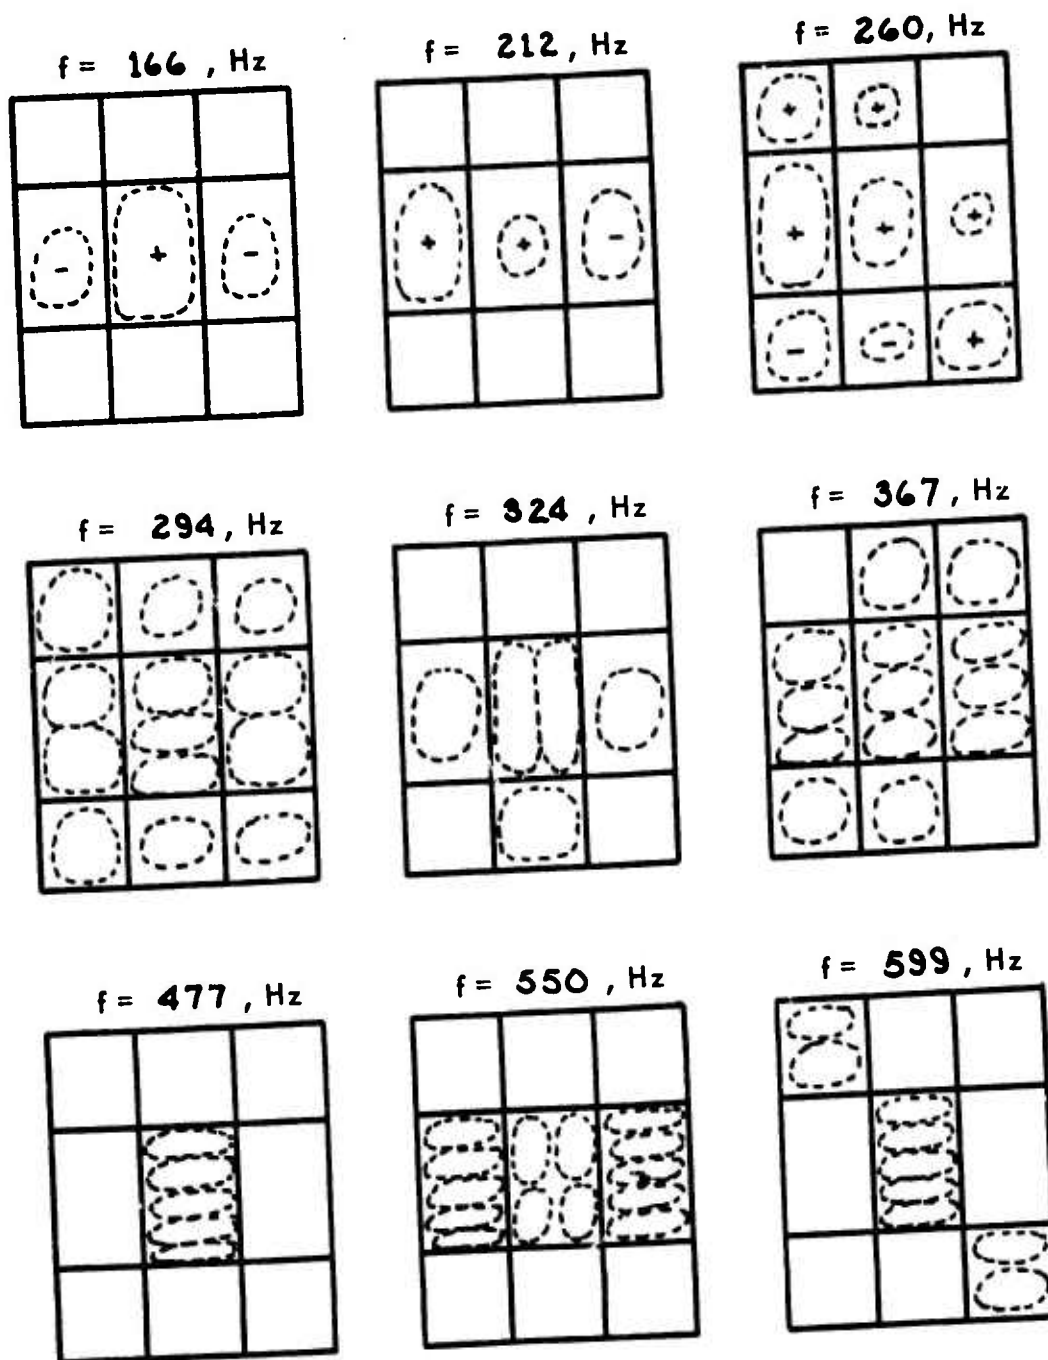 f = 166 , Hz
f = 212, Hz
f = 260, Hz
-
+
-
+
+
-
+
+
+
+
+
-
-
+
f = 294, Hz
f = 324 , Hz
f = 367, Hz
f = 477 , Hz
f = 550 , Hz
f = 599 , Hz